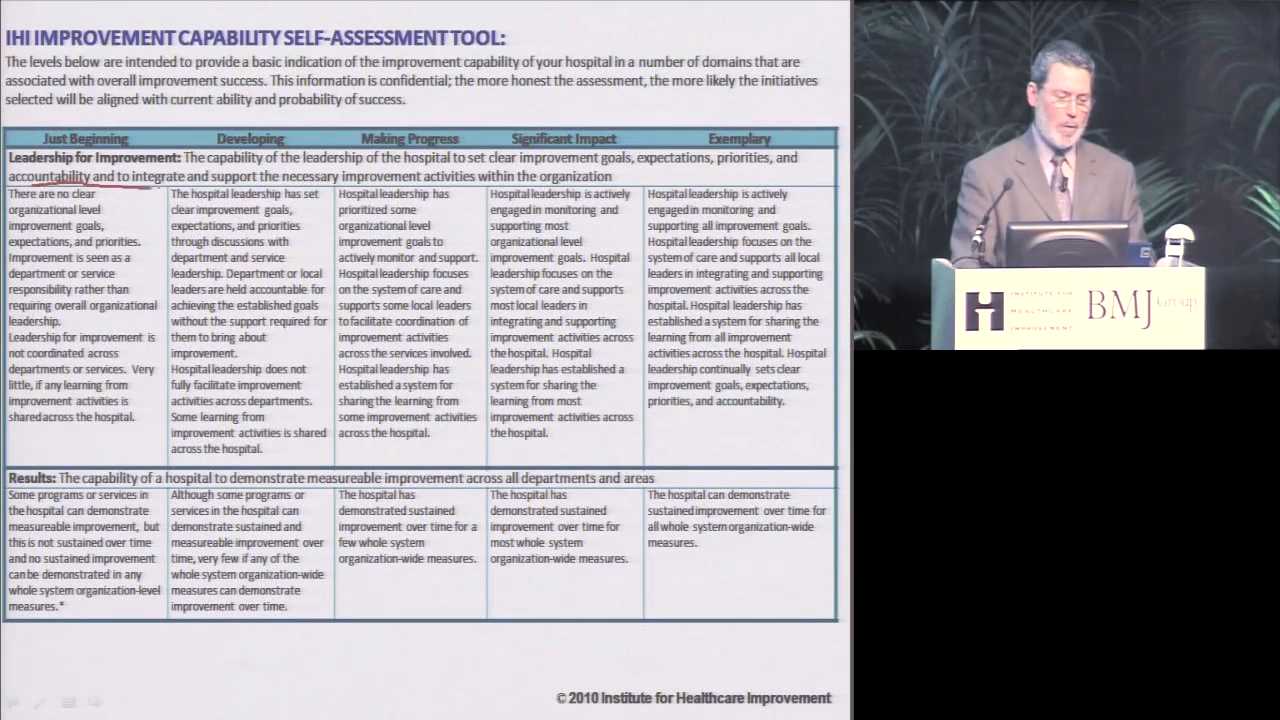 IHI IMPROVEMENT CAPABILITY SELF-ASSESSMENT TOOL:
The levels below are intended to provide a basic indication of the improvement capability of your hospital in a number of domains that are
associated with overall improvement success. This information is confidential; the more honest the assessment, the more likely the initiatives
selected will be aligned with current ability and probability of success.
Just Beginning
Developing
Making Progress
Significant Impact
Exemplary
Leadership for Improvement: The capability of the leadership of the hospital to set clear improvement goals, expectations, priorities, and
accountability and to integrate and support the necessary improvement activities within the organization
There are no clear
organizational level
improvement goals,
expectations, and priorities.
Improvement is seen as a
department or service
responsibility rather than
requiring overall organizational
leadership.
Leadership for improvement is
not coordinated across
departments or services. Very
little, if any learning from
improvement activities is
shared across the hospital.
The hospital leadership has set
clear improvement goals,
expectations, and priorities
through discussions with
department and service
leadership. Department or local
leaders are held accountable for
achieving the established goals
without the support required for
them to bring about
improvement.
Hospital leadership does not
fully facilitate improvement
activities across departments.
Some learning from
improvement activities is shared
across the hospital.
Hospital leadership has
prioritized some
organizational level
improvement goals to
actively monitor and support.
Hospital leadership focuses
on the system of care and
supports some local leaders
to facilitate coordination of
improvement activities
across the services involved.
Hospital leadership has
established a system for
sharing the learning from
some improvement activities
across the hospital.
Hospital leadership is actively
engaged in monitoring and
supporting most
organizational level
improvement goals. Hospital
leadership focuses on the
system of care and supports
most local leaders in
integrating and supporting
improvement activities across
the hospital. Hospital
leadership has established a
system for sharing the
learning from most
improvement activities across
the hospital.
Hospital leadership is actively
engaged in monitoring and
supporting all improvement goals.
Hospital leadership focuses on the
system of care and supports all local
leaders in integrating and supporting
improvement activities across the
hospital. Hospital leadership has
established a system for sharing the
learning from all improvement
activities across the hospital. Hospital
leadership continually sets clear
improvement goals, expectations,
priorities, and accountability.
Results: The capability of a hospital to demonstrate measureable improvement across all departments and areas
Some programs or services in
the hospital can demonstrate
measureable improvement, but
this is not sustained over time
and no sustained improvement
can be demonstrated in any
whole system organization-level
measures.*
Although some programs or
services in the hospital can
demonstrate sustained and
measureable improvement over
time, very few if any of the
whole system organization-wide
measures can demonstrate
improvement over time.
The hospital has
demonstrated sustained
improvement over time for a
few whole system
organization-wide measures.
The hospital has
demonstrated sustained
improvement over time for
most whole system
organization-wide measures.
The hospital can demonstrate
sustained improvement over time for
all whole system organization-wide
measures.
© 2010 Institute for Healthcare Improvement
INSTITUTE FOR
HEALTHCARE
IMPROVEMENT
BMJ Group